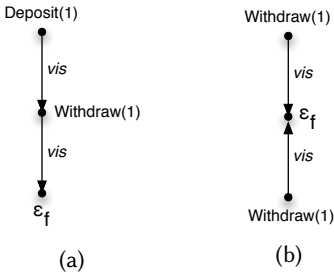 Deposit(1)
vis
Withdraw(1)
vis
εf
(a)
Withdraw(1)
vis
εf
vis
Withdraw(1)
(b)